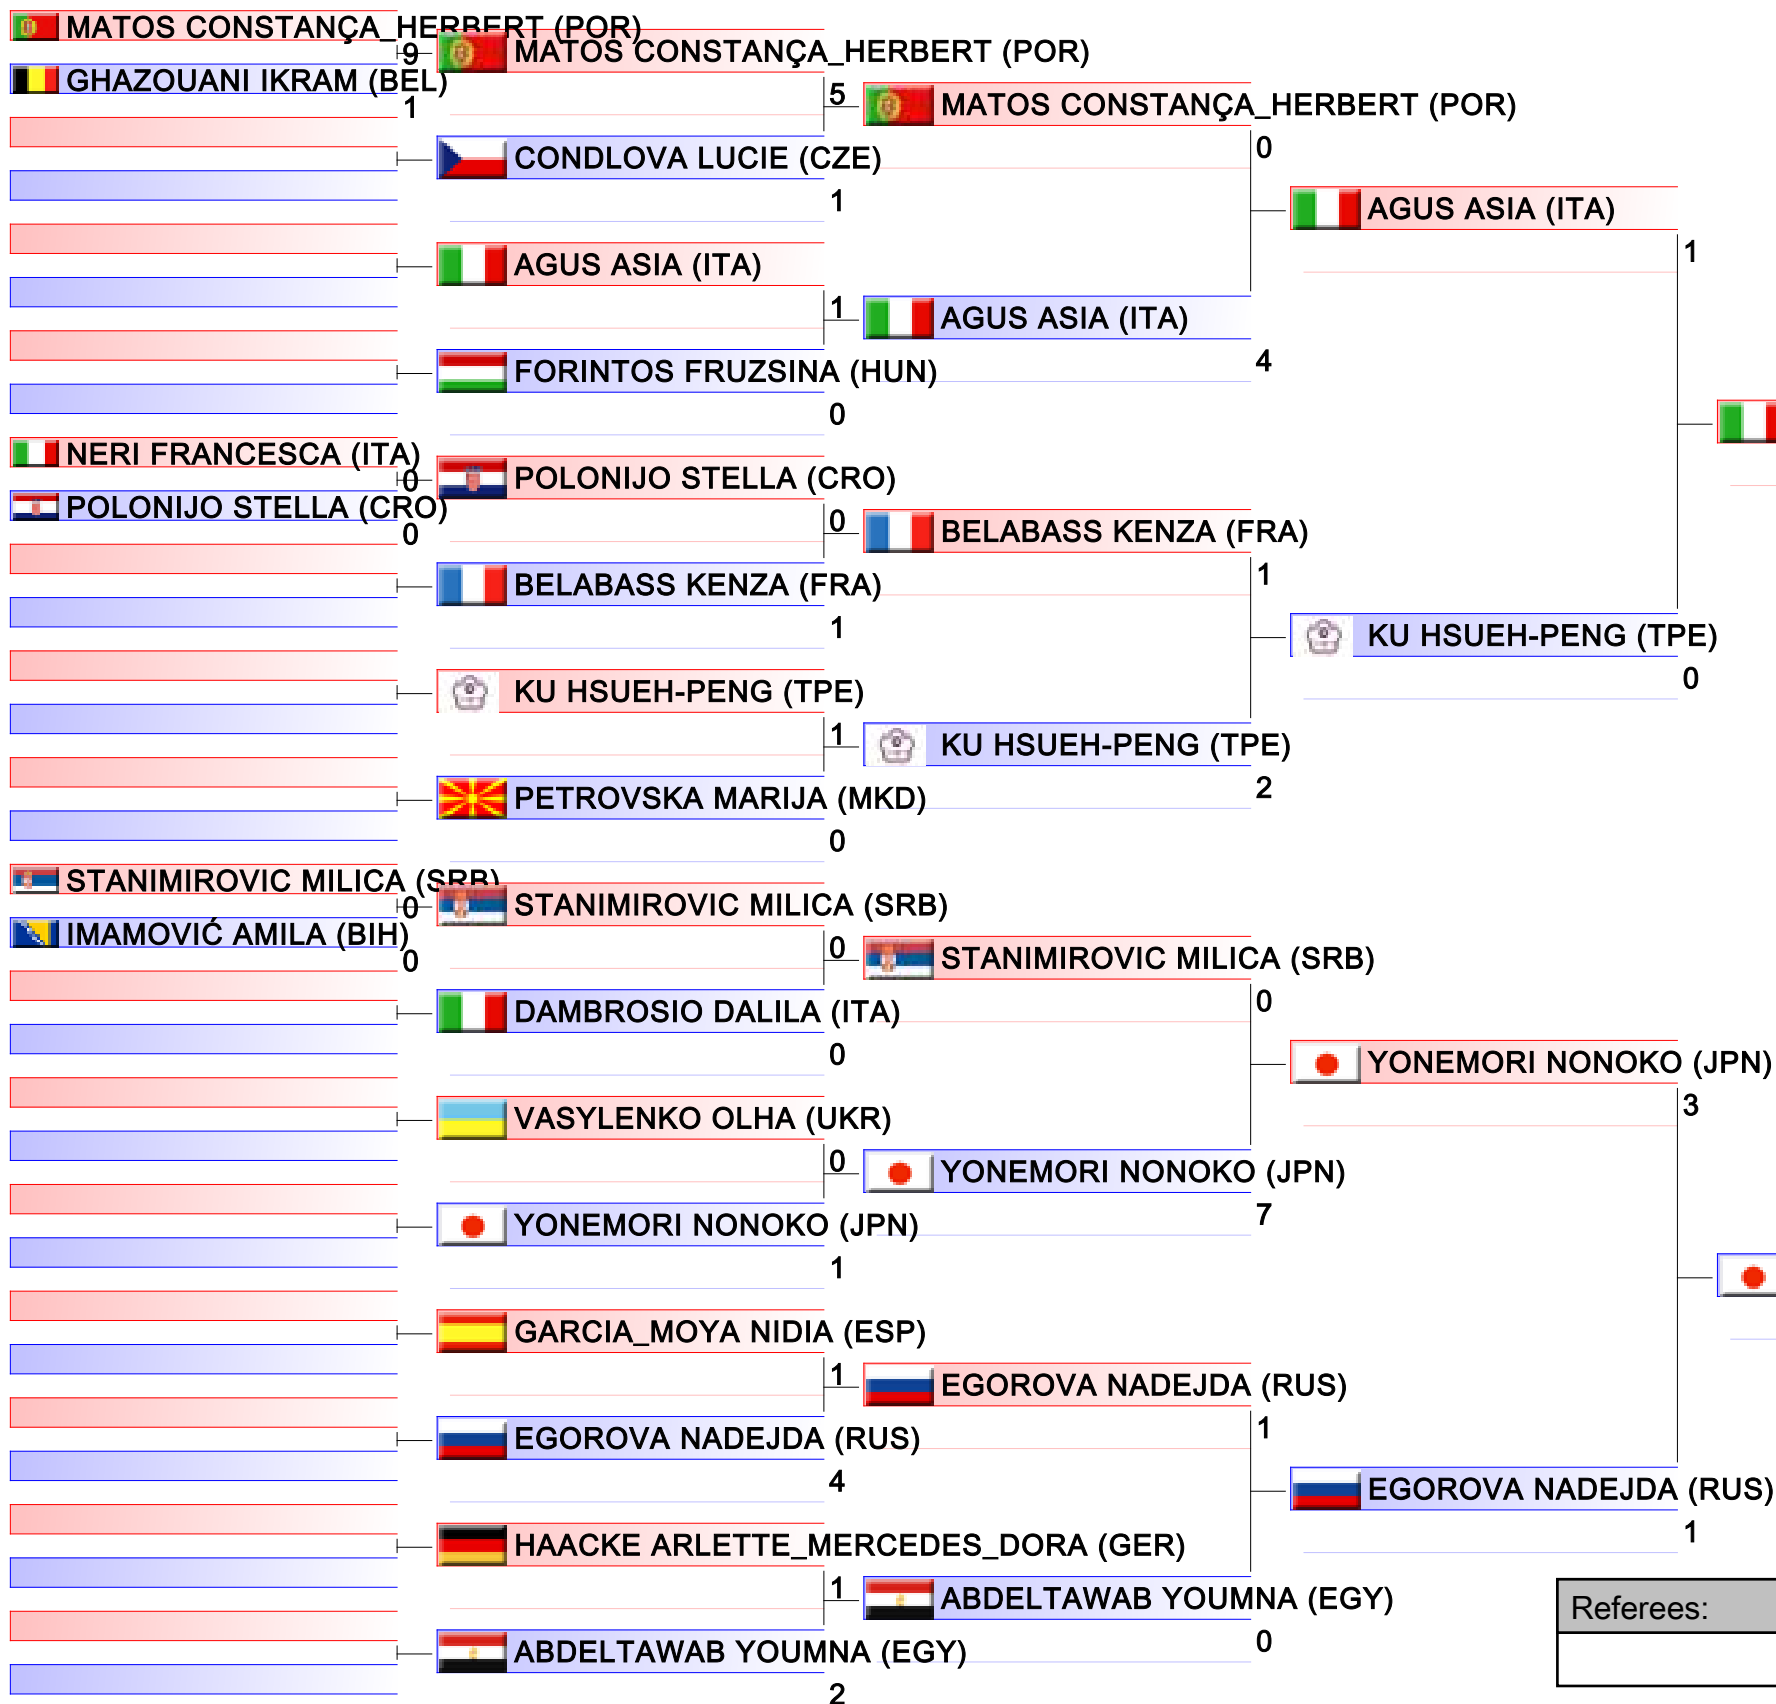 MATOS CONSTANÇA_HERBERT (POR)
9
GHAZOUANI IKRAM (BEL)
1
NERI FRANCESCA (ITA)
0
POLONIJO STELLA (CRO)
0
STANIMIROVIC MILICA (SRB)
0
IMAMOVIĆ AMILA (BIH)
0
MATOS CONSTANÇA_HERBERT (POR)
5
CONDLOVA LUCIE (CZE)
1
AGUS ASIA (ITA)
1
FORINTOS FRUZSINA (HUN)
0
POLONIJO STELLA (CRO)
0
BELABASS KENZA (FRA)
1
KU HSUEH-PENG (TPE)
1
PETROVSKA MARIJA (MKD)
0
STANIMIROVIC MILICA (SRB)
0
DAMBROSIO DALILA (ITA)
0
VASYLENKO OLHA (UKR)
0
YONEMORI NONOKO (JPN)
1
GARCIA_MOYA NIDIA (ESP)
1
EGOROVA NADEJDA (RUS)
4
HAACKE ARLETTE_MERCEDES_DORA (GER)
1
ABDELTAWAB YOUMNA (EGY)
2
MATOS CONSTANÇA_HERBERT (POR)
0
AGUS ASIA (ITA)
4
BELABASS KENZA (FRA)
1
KU HSUEH-PENG (TPE)
2
STANIMIROVIC MILICA (SRB)
0
YONEMORI NONOKO (JPN)
7
EGOROVA NADEJDA (RUS)
1
ABDELTAWAB YOUMNA (EGY)
0
AGUS ASIA (ITA)
1
KU HSUEH-PENG (TPE)
0
YONEMORI NONOKO (JPN)
3
EGOROVA NADEJDA (RUS)
1
Referees: